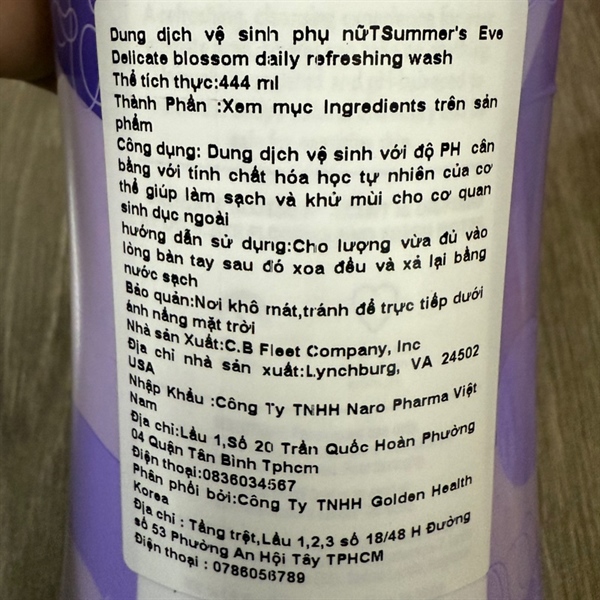 Dung dịch vệ sinh phụ nữTSummer's Eve
Delicate blossom daily refreshing wash
Thể tích thực:444 ml
Thành Phần :Xem mục Ingredients trên sản
phẩm
Công dụng: Dung dịch vệ sinh với độ PH cân
bằng với tính chất hóa học tự nhiên của cơ
thể giúp làm sạch và khử mùi cho cơ quan
sinh dục ngoài
hướng dẫn sử dụng:Cho lượng vừa đủ vào
lòng bàn tay sau đó xoa đều và xả lại bằng
nước sạch
Bảo quản:Nơi khô mát,tránh để trực tiếp dưới
ánh nắng mặt trời
Nhà sản Xuất:C.B Fleet Company, Inc
Địa chỉ nhà sản xuất:Lynchburg, VA 24502
USA
Nhập Khẩu :Công Ty TNHH Naro Pharma Việt
Nam
Địa chỉ:Lầu 1,Số 20 Trần Quốc Hoàn Phường
04 Quận Tân Bình Tphcm
Điện thoại:0836034567
Phân phối bởi:Công Ty TNHH Golden Health
Korea
Địa chỉ : Tầng trệt,Lầu 1,2,3 số 18/48 H Đường
số 53 Phường An Hội Tây TPHCM
Điện thoại : 0786056789